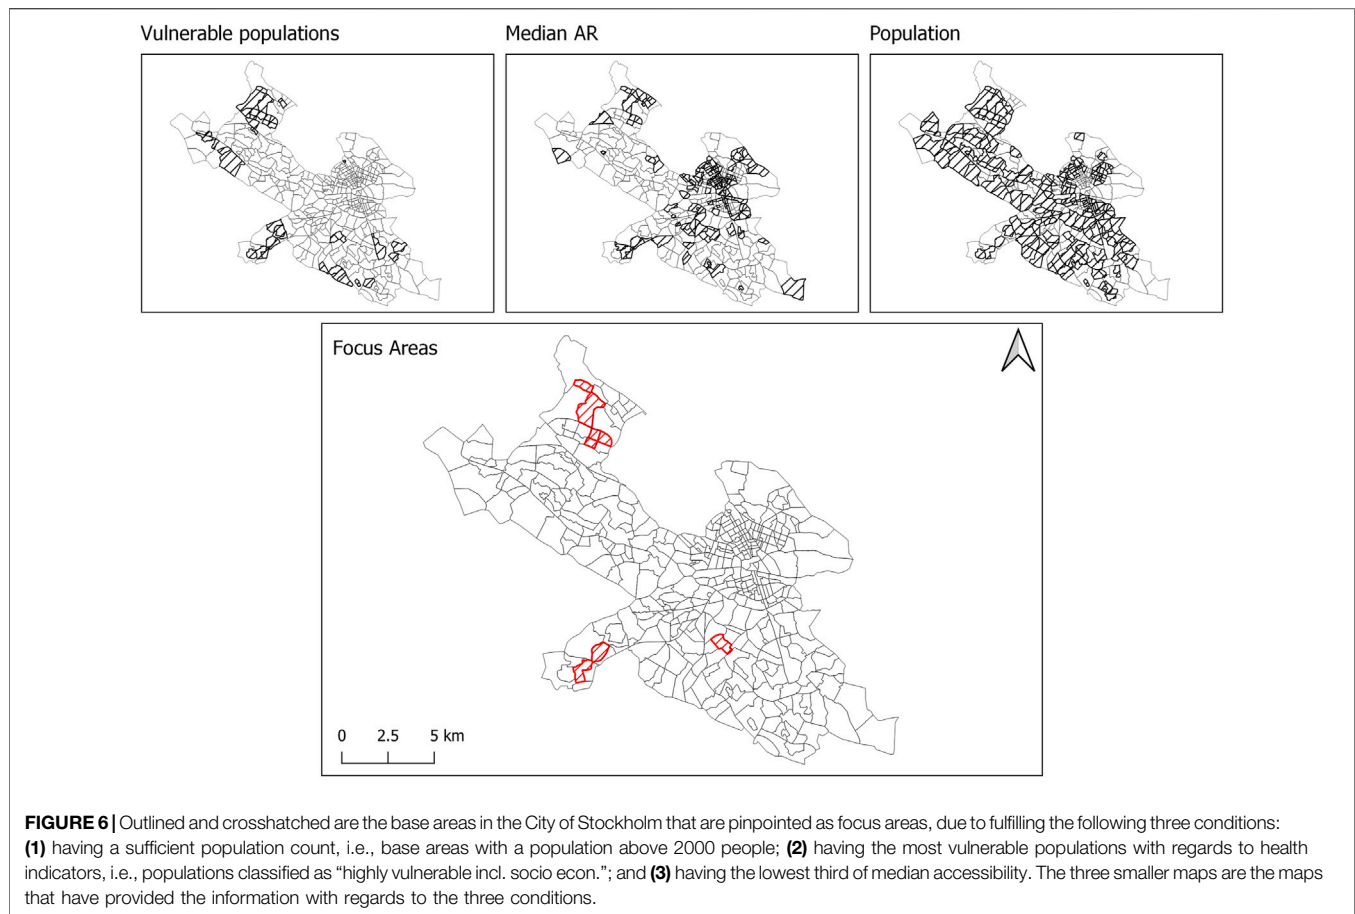 Vulnerable populations
Median AR
Population
Focus Areas
0 2.5 5 km
FIGURE 6 | Outlined and crosshatched are the base areas in the City of Stockholm that are pinpointed as focus areas, due to fulfilling the following three conditions:
(1) having a sufficient population count, i.e., base areas with a population above 2000 people; (2) having the most vulnerable populations with regards to health
indicators, i.e., populations classified as “highly vulnerable incl. socio econ.”; and (3) having the lowest third of median accessibility. The three smaller maps are the maps
that have provided the information with regards to the three conditions.